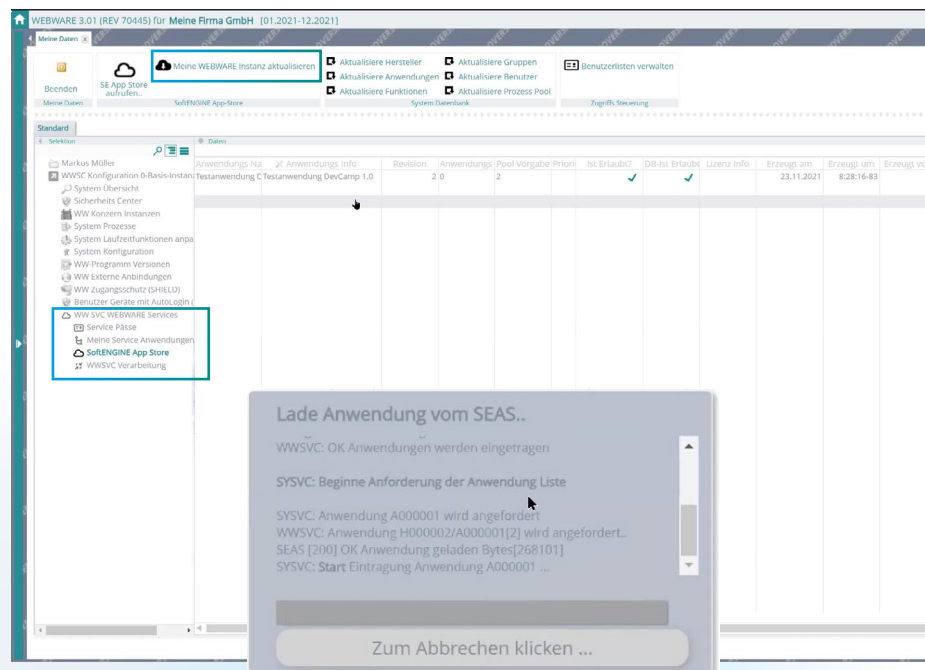 WEBWARE 3.01 (REV 70445) für Meine Firma GmbH [01.2021-12.2021]
Meine Daten
Beenden
Meine Daten
SE App Store aufrufen..
Meine WEBWARE Instanz aktualisieren
SoftENGINE App-Store
Aktualisiere Hersteller
Aktualisiere Anwendungen
Aktualisiere Funktionen
Aktualisiere Gruppen
Aktualisiere Benutzer
Aktualisiere Prozess Pool
System Datenbank
Benutzerlisten verwalten
Zugriffs Steuerung
Standard
Selektion
Daten
Markus Müller
WWSC Konfiguration 0-Basis-Instan
System Übersicht
Sicherheits Center
WW Konzern Instanzen
System Prozesse
System Laufzeitfunktionen anpa
System Konfiguration
WW-Programm Versionen
WW Externe Anbindungen
WW Zugangsschutz (SHIELD)
Benutzer Geräte mit AutoLogin (
WW SVC WEBWARE Services
Service Pässe
Meine Service Anwendungen
SoftENGINE App Store
WWSVC Verarbeitung
Anwendungs Na Anwendungs Info Revision Anwendungs Pool Vorgabe Priori Ist Erlaubt? DB-Ist Erlaubt Lizenz Info Erzeugt am Erzeugt um Erzeugt vo
Testanwendung C Testanwendung DevCamp 1.0 2 0 2 23.11.2021 8:28:16-83
Lade Anwendung vom SEAS..
WWSVC: OK Anwendungen werden eingetragen
SYSVC: Beginne Anforderung der Anwendung Liste
SYSVC: Anwendung A000001 wird angefordert
WWSVC: Anwendung H000002/A000001[2] wird angefordert..
SEAS [200] OK Anwendung geladen Bytes[268101]
SYSVC: Start Eintragung Anwendung A000001 ...
Zum Abbrechen klicken ...